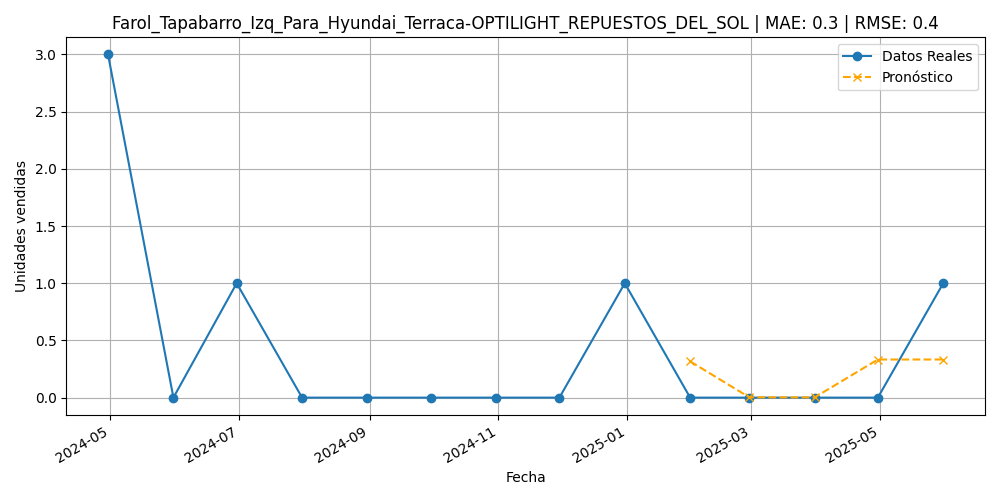 Farol_Tapabarro_Izq_Para_Hyundai_Terraca-OPTILIGHT_REPUESTOS_DEL_SOL | MAE: 0.3 | RMSE: 0.4
Datos Reales
Pronóstico
Unidades vendidas
3.0
2.5
2.0
1.5
1.0
0.5
0.0
2024-05
2024-07
2024-09
2024-11
2025-01
2025-03
2025-05
Fecha